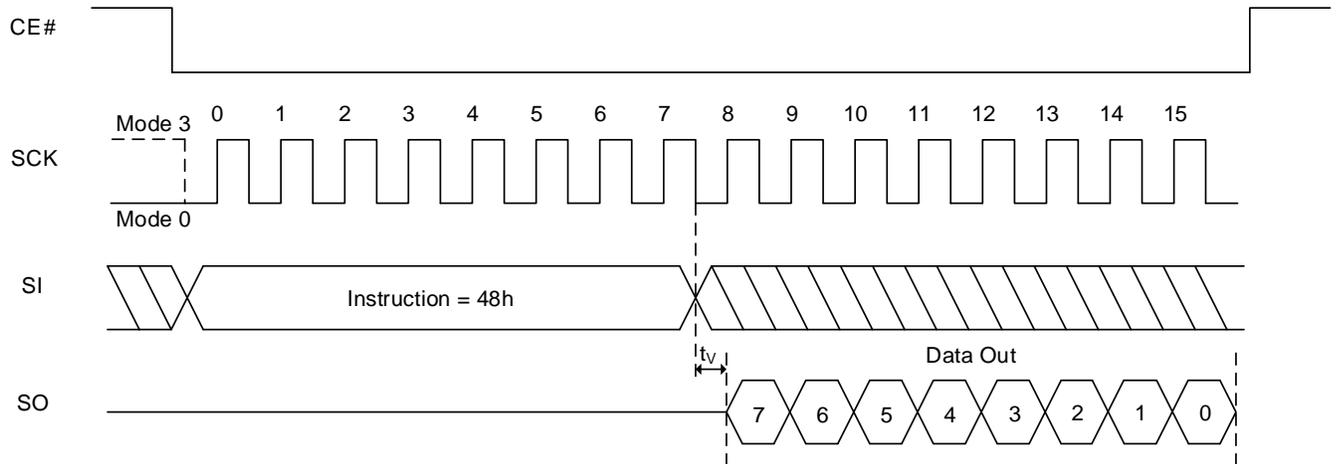 CE#
0 1 2 3 4 5 6 7 8 9 10 11 12 13 14 15
Mode 3
SCK
Mode 0
SI
Instruction = 48h
tV
Data Out
SO
7 6 5 4 3 2 1 0